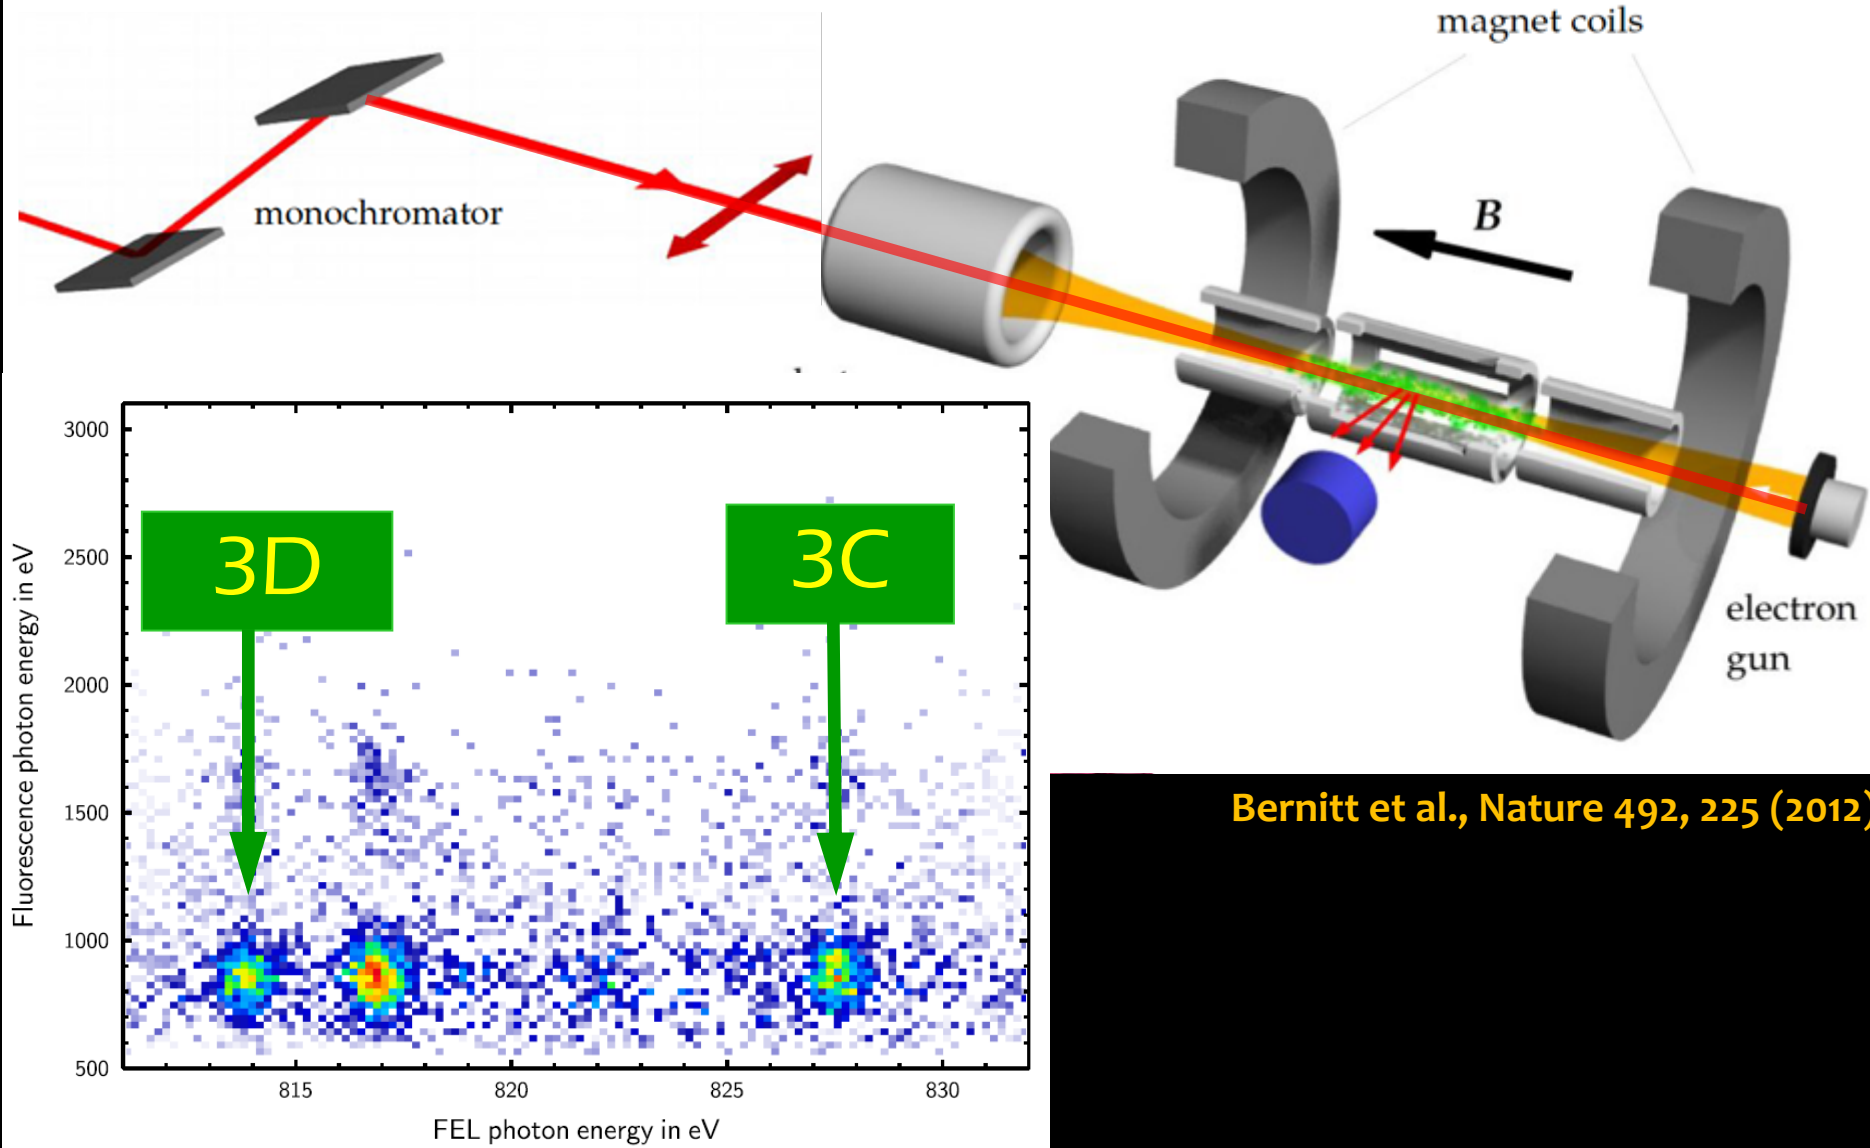 magnet coils
monochromator
B
electron
gun
3000
2500
2000
1500
1000
500
Fluorescence photon energy in eV
3D
3C
815
820
825
830
FEL photon energy in eV
Bernitt et al., Nature 492, 225 (2012)